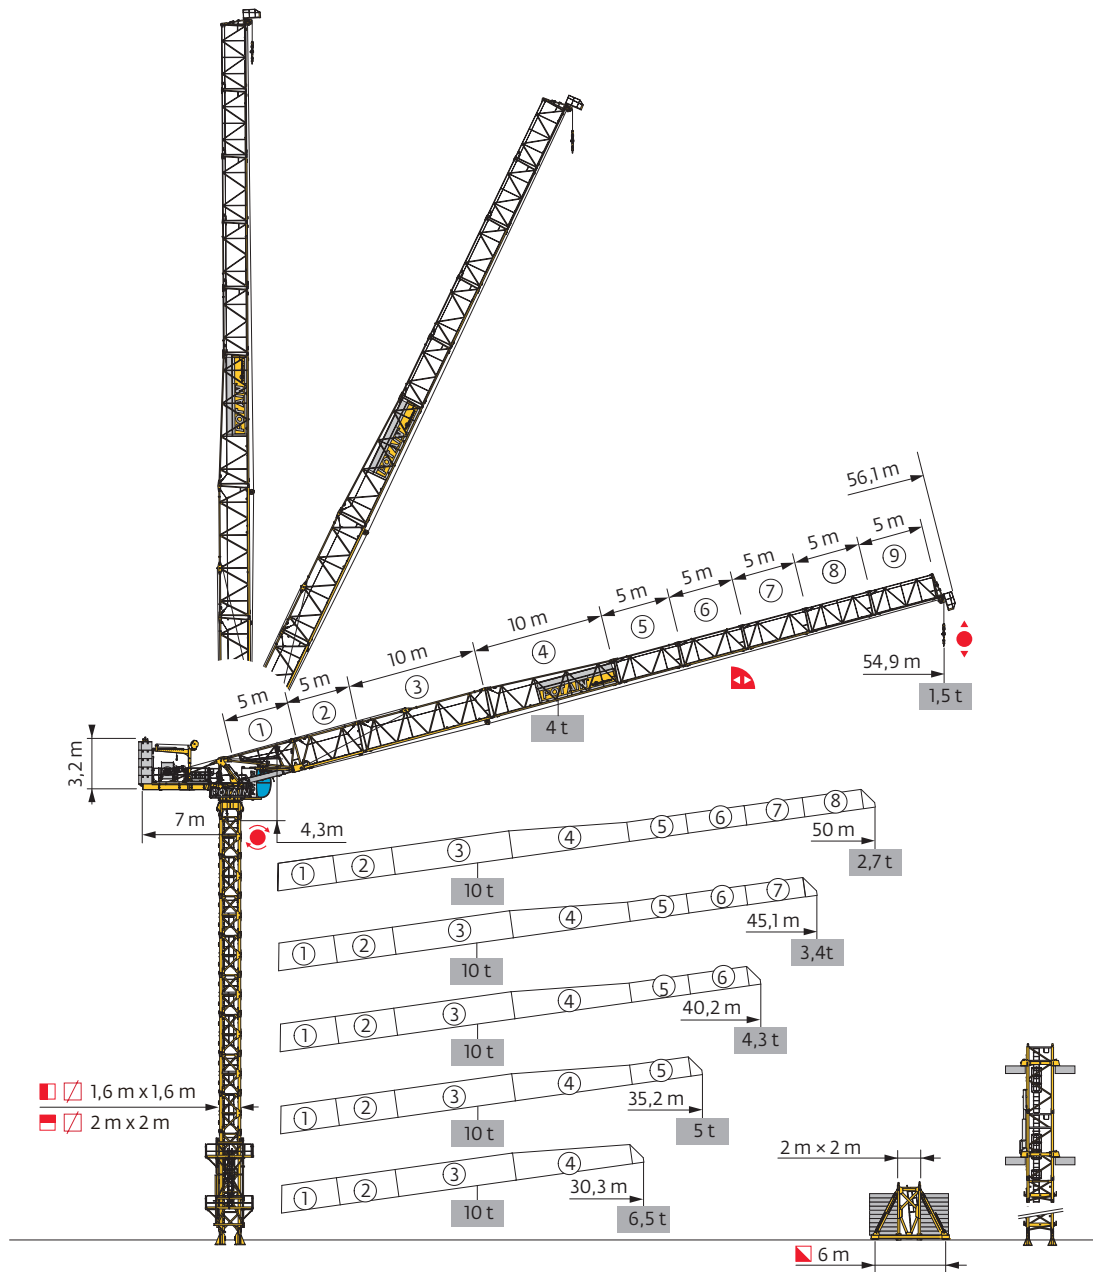 56,1 m
5 m
⑨
5 m
⑧
5 m
⑦
5 m
⑥
5 m
⑤
10 m
④
10 m
③
5 m
②
5 m
①
54,9 m
1,5 t
4 t
3,2 m
7 m
4,3m
① ② ③ ④ ⑤ ⑥ ⑦ ⑧
50 m
10 t
2,7 t
① ② ③ ④ ⑤ ⑥ ⑦
45,1 m
10 t
3,4t
① ② ③ ④ ⑤ ⑥
40,2 m
10 t
4,3 t
① ② ③ ④ ⑤
35,2 m
10 t
5 t
① ② ③ ④
30,3 m
10 t
6,5 t
1,6 m x 1,6 m
2 m x 2 m
2 m × 2 m
6 m